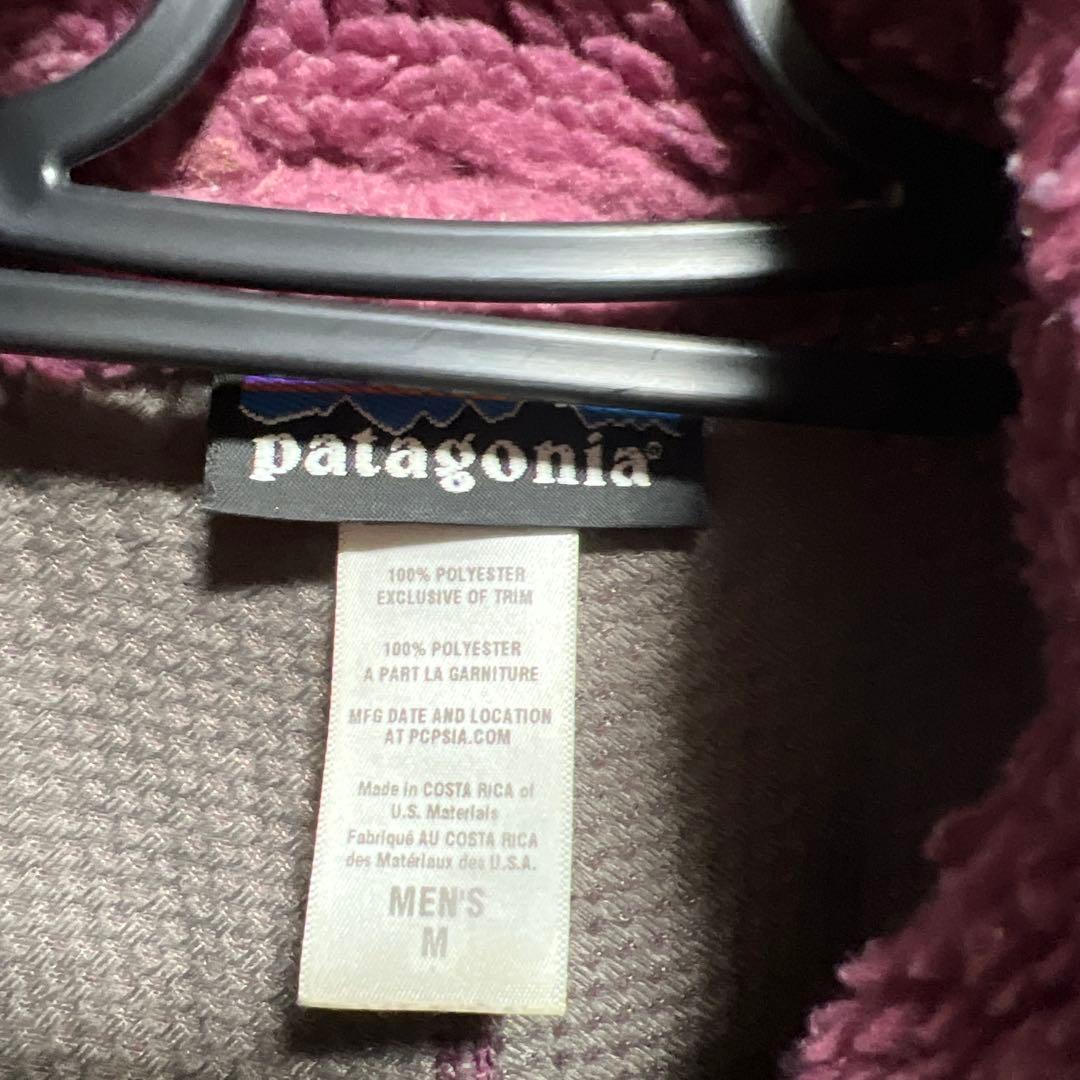 patagonia®
100% POLYESTER
EXCLUSIVE OF TRIM
100% POLYESTER
A PART LA GARNITURE
MFG DATE AND LOCATION
AT PCPSIA.COM
Made in COSTA RICA of
U.S. Materials
Fabriqué AU COSTA RICA
des Matériaux des U.S.A.
MEN'S
M